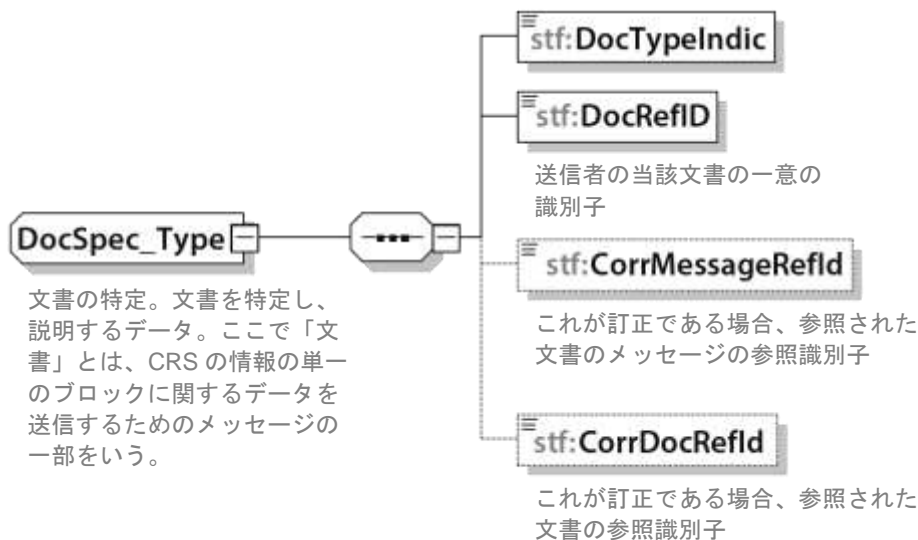 stf:DocTypeIndic
stf:DocRefID
送信者の当該文書の一意の
識別子
DocSpec_Type
文書の特定。文書を特定し、
説明するデータ。ここで「文
書」とは、CRS の情報の単一
のブロックに関するデータを
送信するためのメッセージの
一部をいう。
stf:CorrMessageRefId
これが訂正である場合、参照された
文書のメッセージの参照識別子
stf:CorrDocRefId
これが訂正である場合、参照された
文書の参照識別子